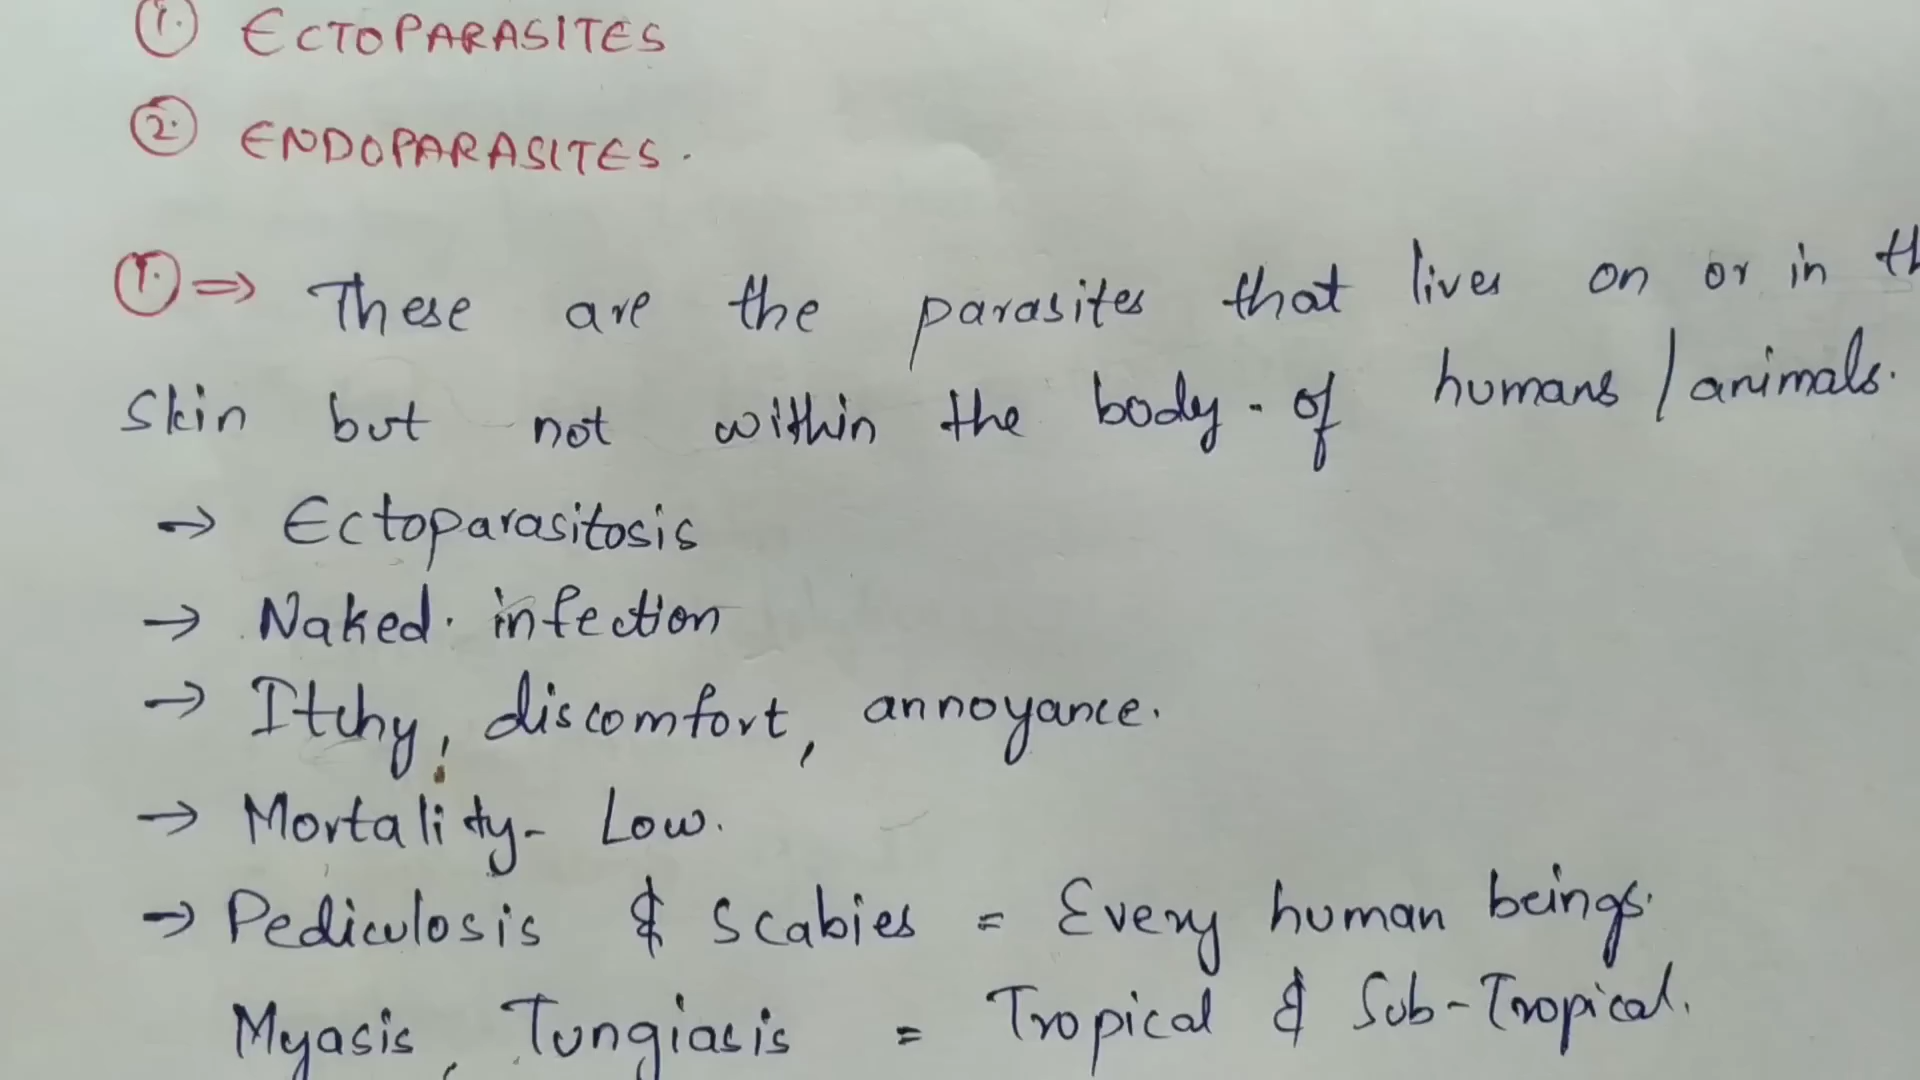 1. ECTOPARASITES
2. ENDOPARASITES.
1. ⇒ These are the parasites that lives on or in th
Skin but not within the body. of humans / animals.
→ Ectoparasitosis
→ Naked. infection
→ Itchy, discomfort, annoyance.
→ Mortality- Low.
→ Pediculosis & Scabies = Every human beings.
Myasis, Tungiasis = Tropical & Sub-Tropical.